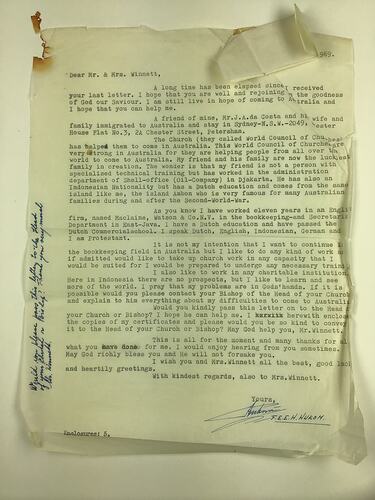 1969.
Dear Mr. & Mrs. Winnett,
A long time has been elapsed since I received
your last letter. I hope that you are well and rejoining in the goodness
of God our Saviour. I am still in hope of coming to Australia and
I hope that you can help me.
A friend of mine, Mr.J.A.da Costa and his wife and
family immigrated to Australia and stay in Sydney-N.S.W.-2049, Chester
House Flat No.3, 2A Chester Street, Petersham.
The Church (they called World Council of Churches
has helped them to come in Australia. This World Council of Churches are
very strong in Australia for they are helping people from all over the
world to come to Australia. My friend and his family are now the luckiest
family in creation. The wonder is that my friend is not a person with
specialized technical training but has worked in the administration
department of Shell-office (Oil-Company) in Djakarta. He has also an
Indonesian Nationality but has a Dutch education and comes from the same
island like me, the island Ambon who is very famous for many Australian
families during and after the Second-World-War.
As you know I have worked eleven years in an English
firm, named Maclaine, Watson & Co.N.V. in the bookkeeping-and Secretarie
Department in East-Java. I have a Dutch education and have passed the
Dutch Commercialschool. I speak Dutch, English, Indonesian, German and
I am Protestant.
It is not my intention that I want to continue in
the bookkeeping field in Australia but I like to do any kind of work if
if admitted would like to take up church work in any capacity that I
would be suited for I would be prepared to undergo any necessary training
I also like to work in any charitable institution.
Here in Indonesia there are no prospects, but I like to learn and see
more of the world. I pray that my problems are in Gods'hands. If it is
possible would you please contact your Bishop of the Head of your Church
and explain to his everything about my difficulties to come to Australia
Would you kindly pass this letter on to the Head
your Church or Bishop? I hope he can help me, I herewith enclose
the copies of my certificates and please would you be so kind to convey
it to the Head of your Church or Bishop? May God help you, Mr.Winnett.
This is all for the moment and many thanks for all
what you have done for me. I would enjoy hearing from you sometimes.
May God richly bless you and He will not forsake you.
I wish you and Mrs.Winnett all the best, good luck
and heartily greetings,
With kindest regards, also to Mrs.Winnett.
Yours,
F.E.E.H. HUKOM.
Enclosures: 5.
Would you please pass this letter to the Head